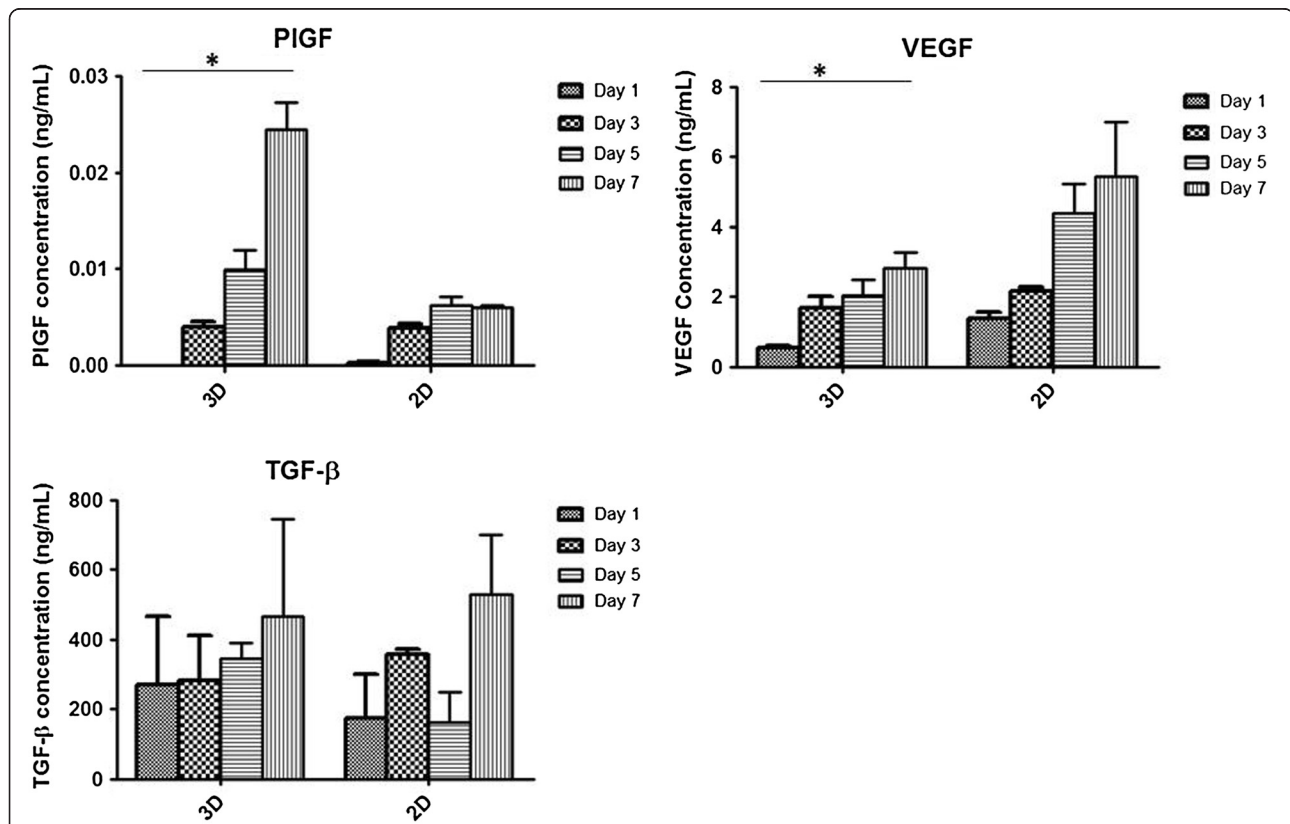 PIGF
*
PIGF concentration (ng/mL)
0.03
0.02
0.01
0.00
3D
2D
Day 1
Day 3
Day 5
Day 7
VEGF
*
VEGF Concentration (ng/mL)
8
6
4
2
0
3D
2D
Day 1
Day 3
Day 5
Day 7
TGF-β
TGF-β concentration (ng/mL)
800
600
400
200
0
3D
2D
Day 1
Day 3
Day 5
Day 7